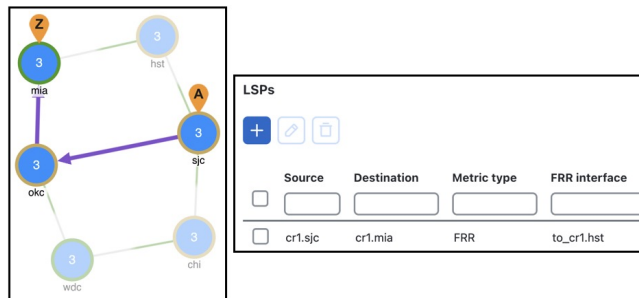 Z
3
mia
3
hst
A
3
sjc
3
okc
3
chi
3
wdc
LSPs
+
Source Destination Metric type FRR interface
cr1.sjc cr1.mia FRR to_cr1.hst